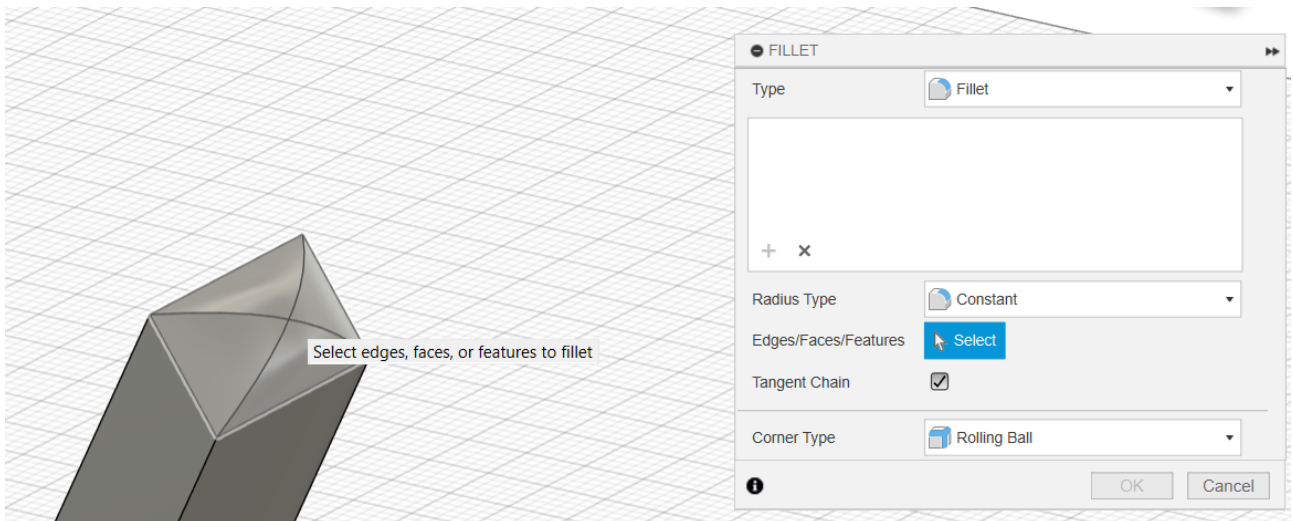 FILLET
Type Fillet
Radius Type Constant
Select edges, faces, or features to fillet
Edges/Faces/Features Select
Tangent Chain
Corner Type Rolling Ball
OK Cancel